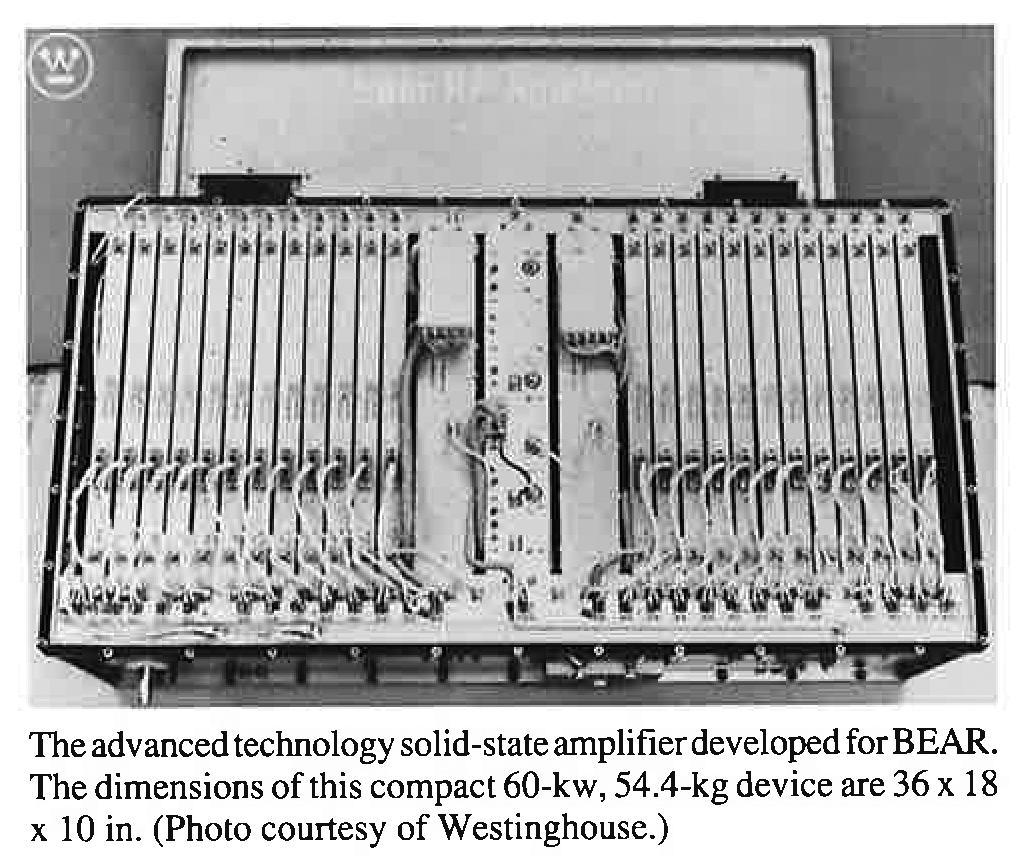 W
The advanced technology solid-state amplifier developed for BEAR.
The dimensions of this compact 60-kw, 54.4-kg device are 36 x 18
x 10 in. (Photo courtesy of Westinghouse.)